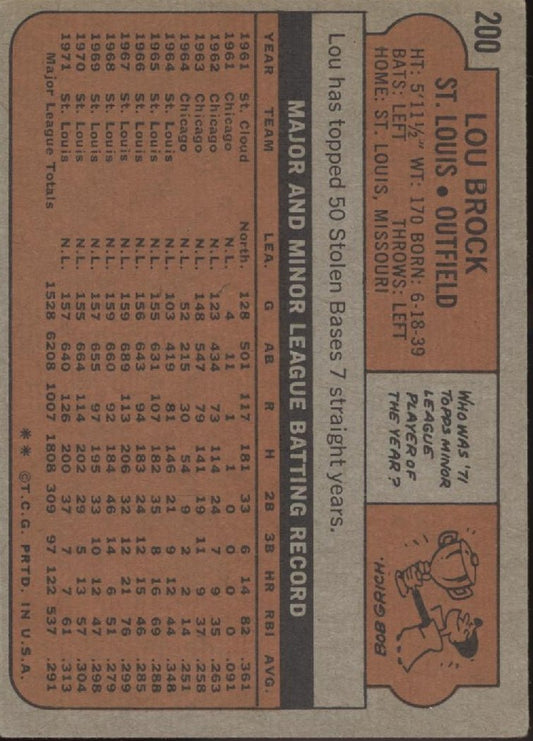 200
LOU BROCK
ST. LOUIS • OUTFIELD
HT: 5'11½" WT: 170 BORN: 6-18-39
BATS: LEFT THROWS: LEFT
HOME: ST. LOUIS, MISSOURI
WHO WAS '71
TOPPS MINOR
LEAGUE
PLAYER OF
THE YEAR?
BOB GRICH.
Lou has topped 50 Stolen Bases 7 straight years.
MAJOR AND MINOR LEAGUE BATTING RECORD
YEAR TEAM LEA. G AB R H 2B 3B HR RBI AVG.
1961 St. Cloud North. 128 501 117 181 33 6 14 82 .361
1961 Chicago N.L. 4 11 1 1 0 0 0 0 .091
1962 Chicago N.L. 123 434 73 114 24 7 9 35 .263
1963 Chicago N.L. 148 547 79 141 19 11 9 37 .258
1964 Chicago N.L. 52 215 30 54 9 2 2 14 .251
1964 St. Louis N.L. 103 419 81 146 21 9 12 44 .348
1965 St. Louis N.L. 155 631 107 182 35 8 16 69 .288
1966 St. Louis N.L. 156 643 94 183 24 12 15 46 .285
1967 St. Louis N.L. 159 689 113 206 32 12 21 76 .299
1968 St. Louis N.L. 159 660 92 184 46 14 6 51 .279
1969 St. Louis N.L. 157 655 97 195 33 10 12 47 .298
1970 St. Louis N.L. 155 664 114 202 29 5 13 57 .304
1971 St. Louis N.L. 157 640 126 200 37 7 7 61 .313
Major League Totals 1528 6208 1007 1808 309 97 122 537 .291
** ©T.C.G. PRTD. IN U.S.A.